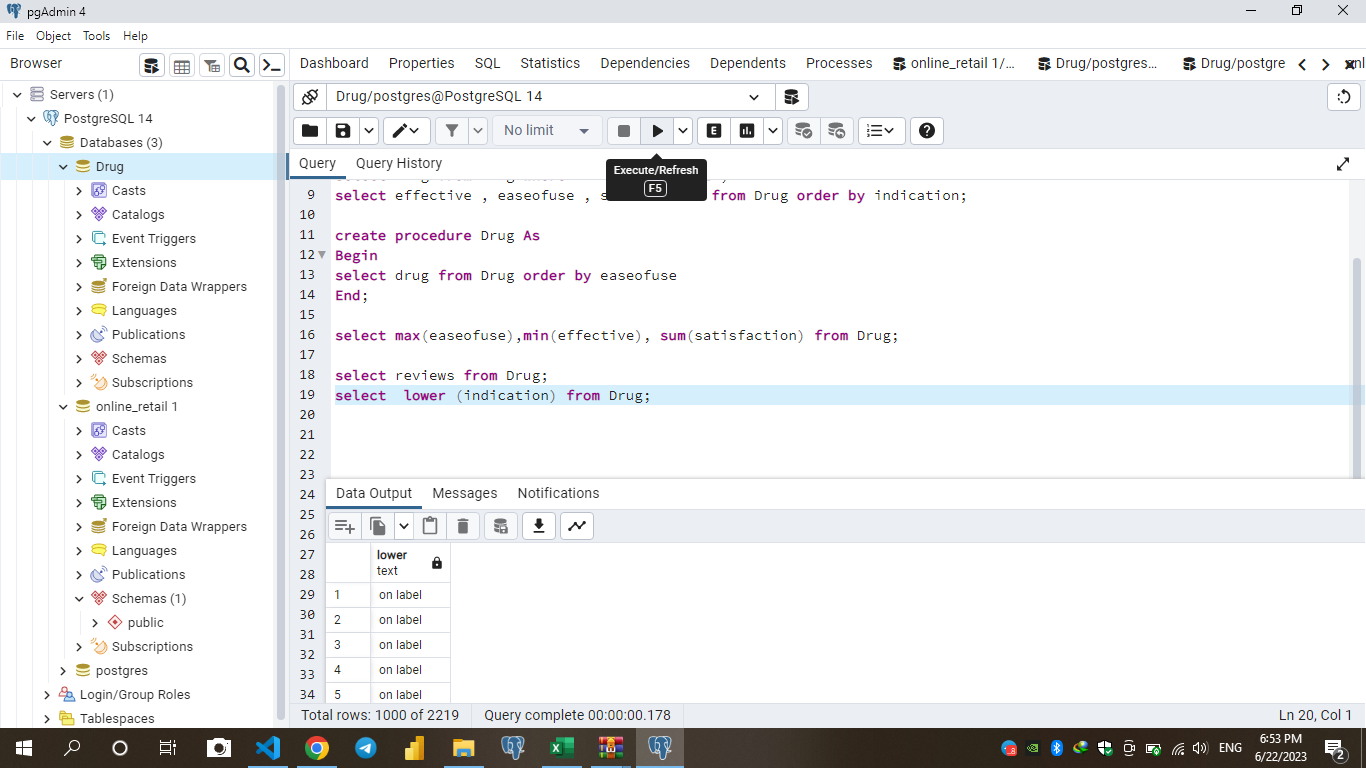 pgAdmin 4
File Object Tools Help
Browser
Dashboard Properties SQL Statistics Dependencies Dependents Processes online_retail 1/... Drug/postgres... Drug/postgre
Servers (1)
PostgreSQL 14
Databases (3)
Drug
Casts
Catalogs
Event Triggers
Extensions
Foreign Data Wrappers
Languages
Publications
Schemas
Subscriptions
online_retail 1
Casts
Catalogs
Event Triggers
Extensions
Foreign Data Wrappers
Languages
Publications
Schemas (1)
public
Subscriptions
postgres
Login/Group Roles
Tablespaces
Drug/postgres@PostgreSQL 14
No limit
E
Execute/Refresh
F5
Query Query History
9 select effective , easeofuse , s from Drug order by indication;
10
11 create procedure Drug As
12 Begin
13 select drug from Drug order by easeofuse
14 End;
15
16 select max(easeofuse),min(effective), sum(satisfaction) from Drug;
17
18 select reviews from Drug;
19 select lower (indication) from Drug;
20
21
22
23
24
25
26
27
28
29
30
31
32
33
34
Data Output Messages Notifications
lower
text
1 on label
2 on label
3 on label
4 on label
5 on label
Total rows: 1000 of 2219 Query complete 00:00:00.178 Ln 20, Col 1
ENG
6:53 PM
6/22/2023
2